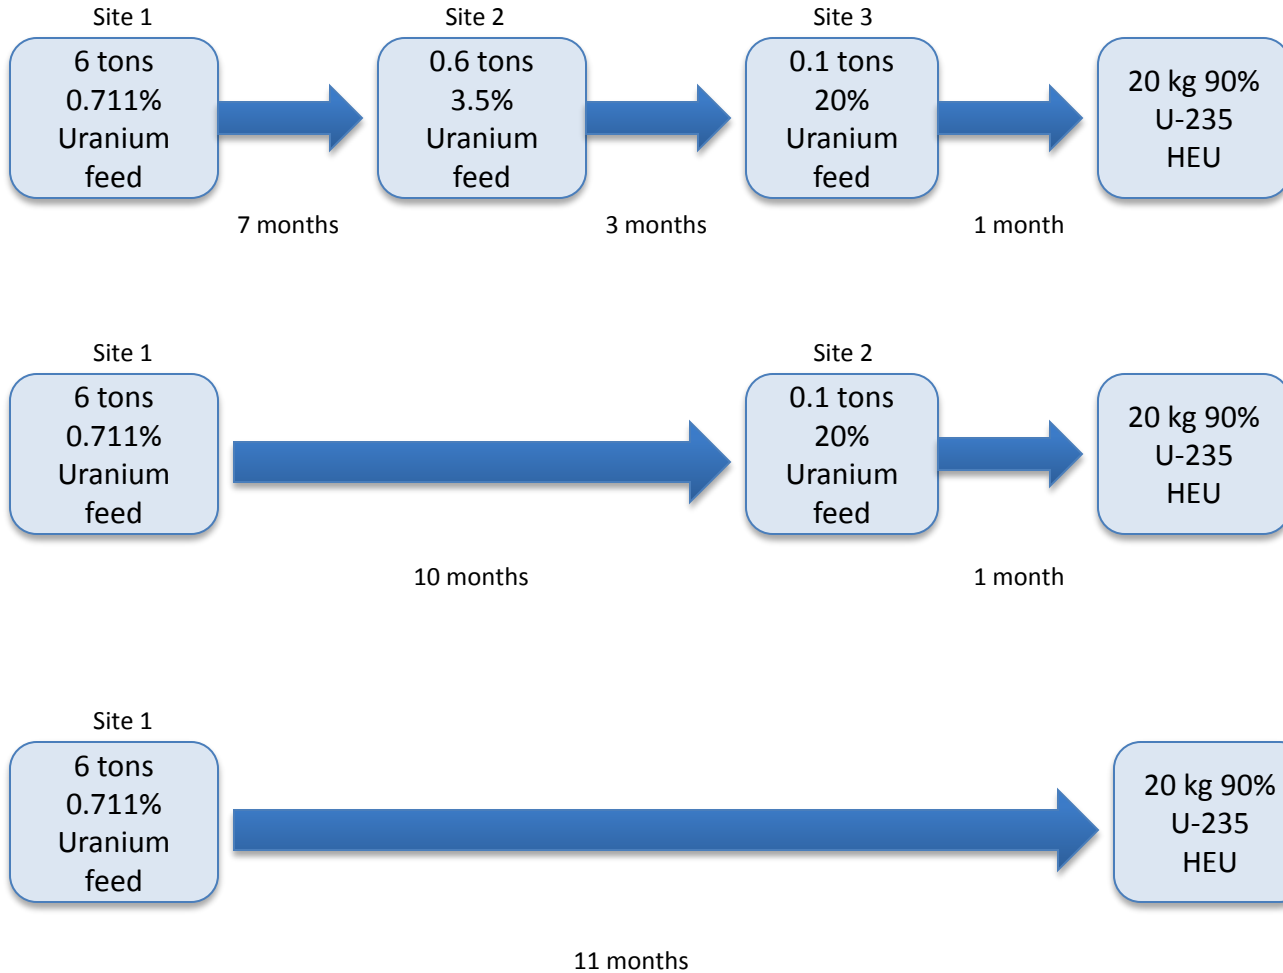 Site 1
Site 2
Site 3
6 tons
0.711%
Uranium
feed
0.6 tons
3.5%
Uranium
feed
0.1 tons
20%
Uranium
feed
20 kg 90%
U-235
HEU
7 months
3 months
1 month
Site 1
Site 2
6 tons
0.711%
Uranium
feed
0.1 tons
20%
Uranium
feed
20 kg 90%
U-235
HEU
10 months
1 month
Site 1
6 tons
0.711%
Uranium
feed
20 kg 90%
U-235
HEU
11 months